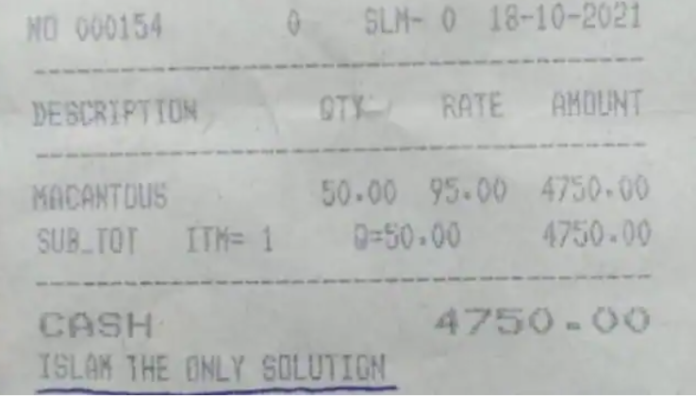 NO 000154 0 SLM- 0 18-10-2021
DESCRIPTION QTY RATE AMOUNT
MACANTOUS 50.00 95.00 4750.00
SUB_TOT ITM= 1 Q=50.00 4750.00
CASH 4750.00
ISLAM THE ONLY SOLUTION